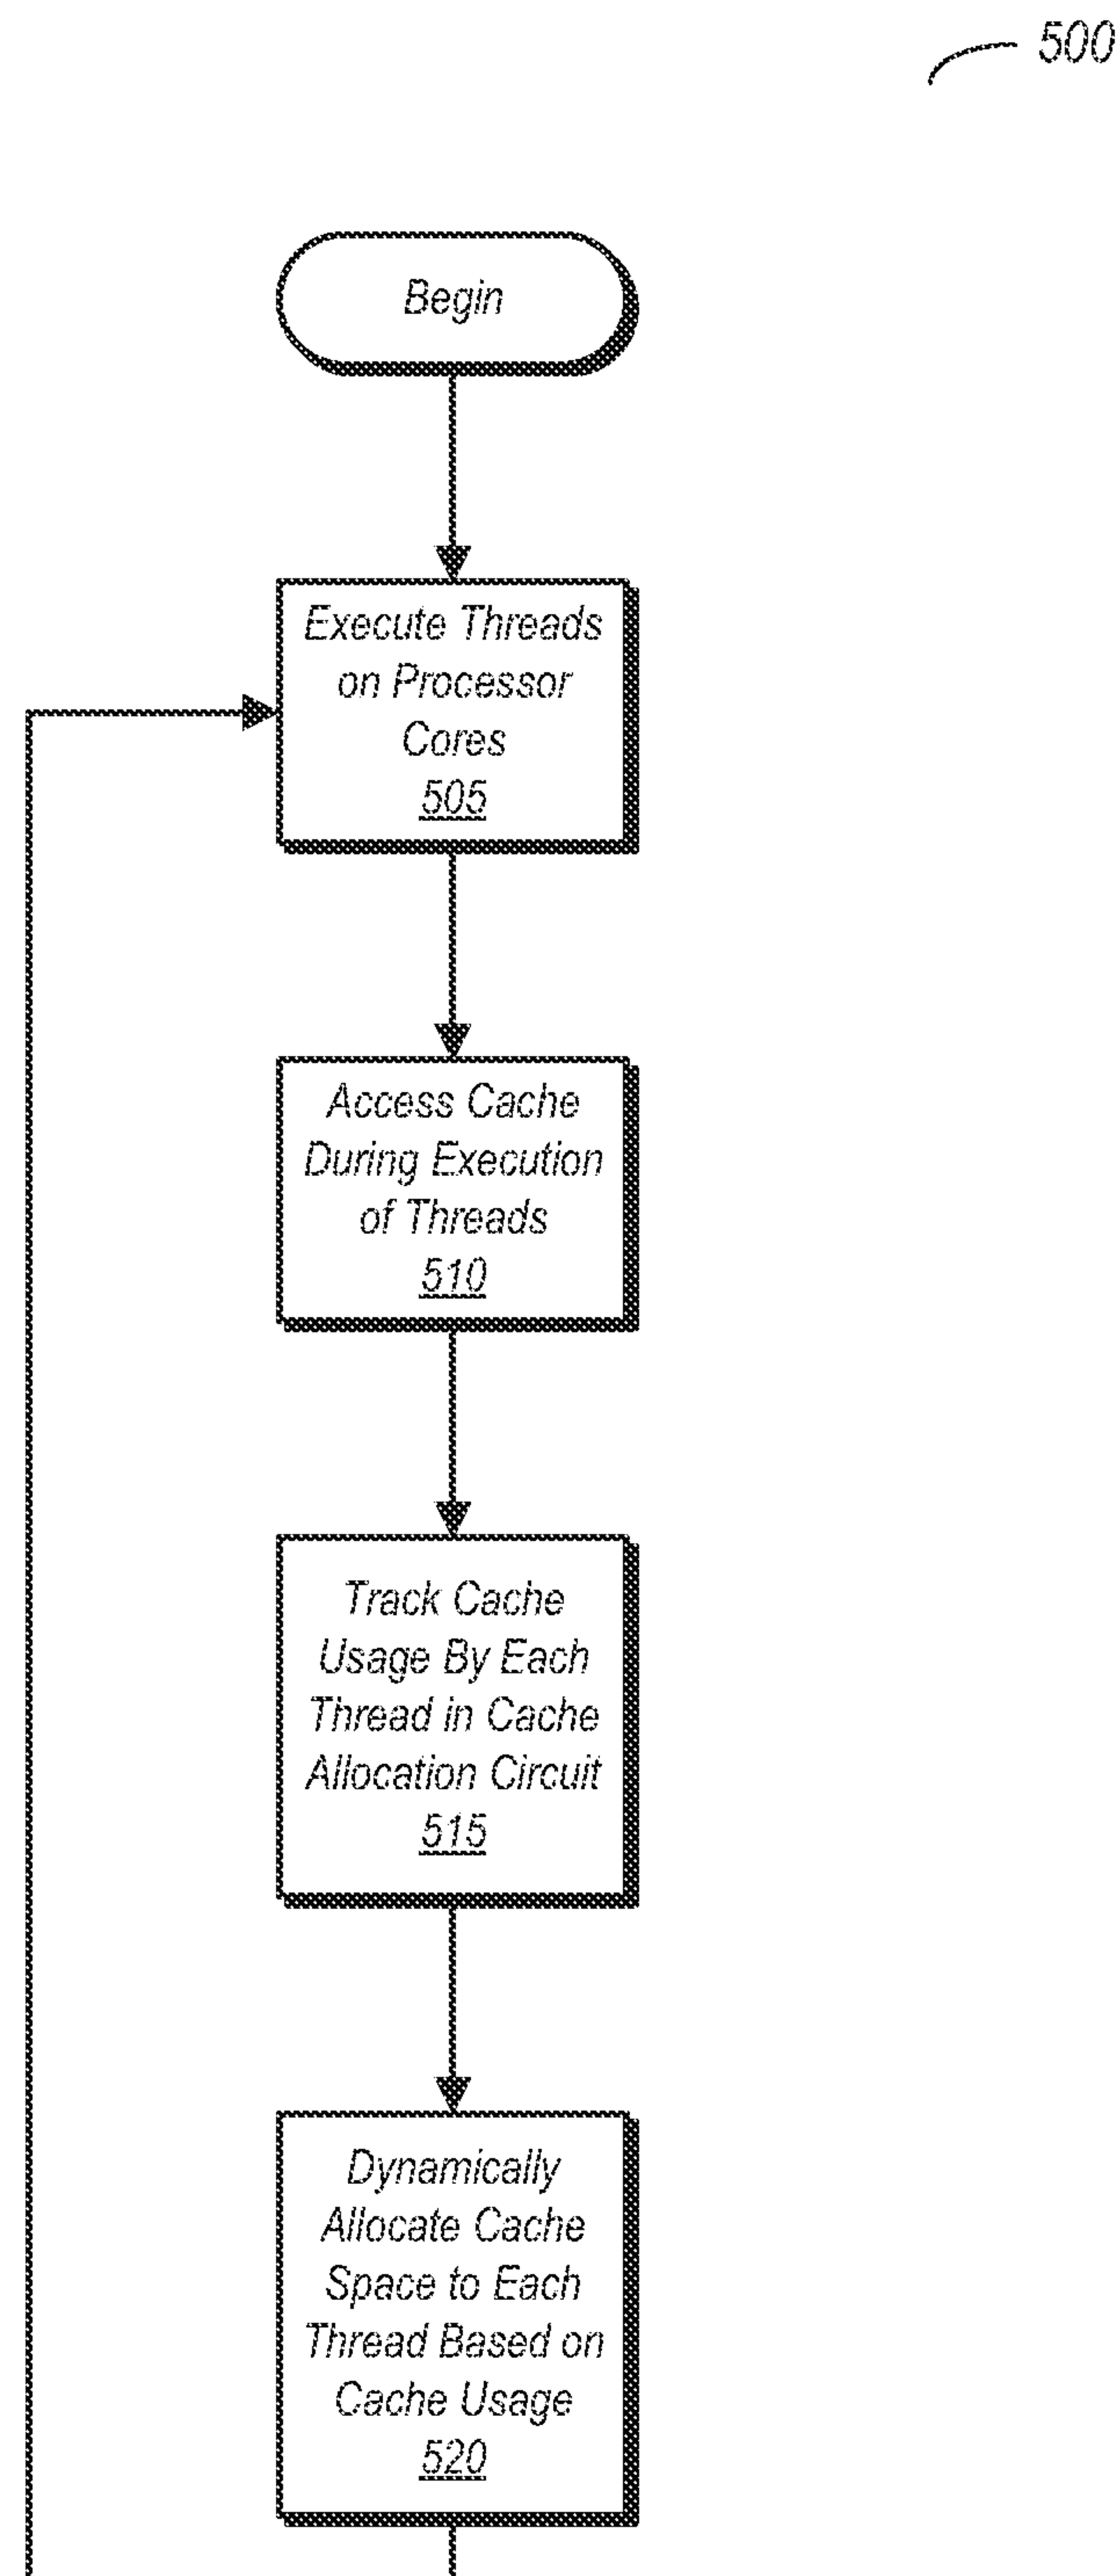 500
Begin
Execute Threads
on Processor
Cores
505
Access Cache
During Execution
of Threads
510
Track Cache
Usage By Each
Thread in Cache
Allocation Circuit
515
Dynamically
Allocate Cache
Space to Each
Thread Based on
Cache Usage
520